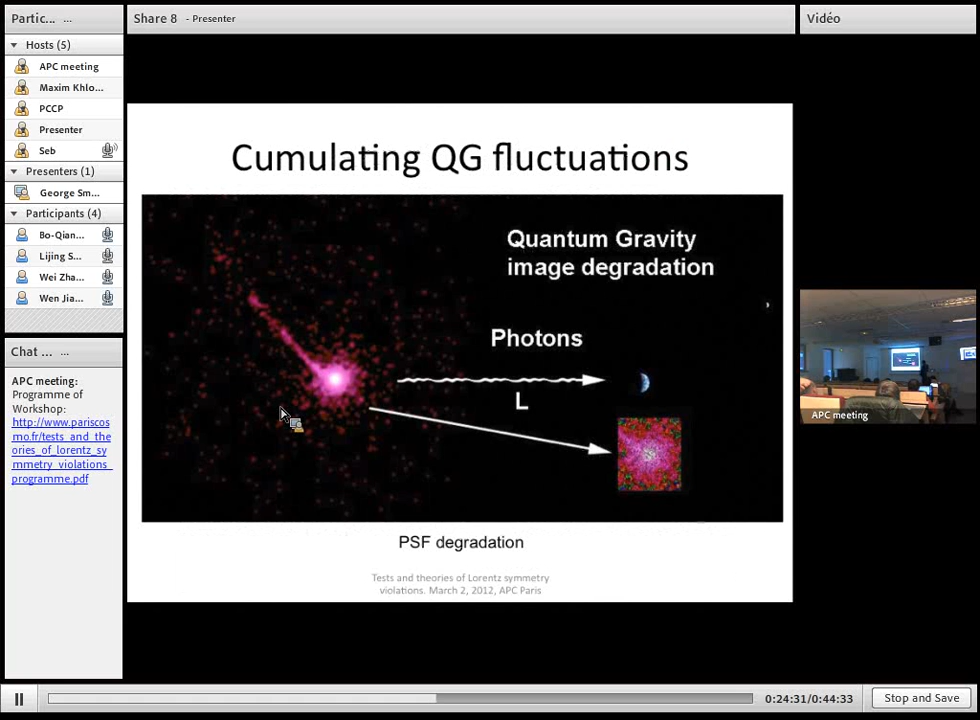 Partic... ...
Hosts (5)
APC meeting
Maxim Khlo...
PCCP
Presenter
Seb
Presenters (1)
George Sm...
Participants (4)
Bo-Qian...
Lijing S...
Wei Zha...
Wen Jia...
Chat ... ...
APC meeting:
Programme of
Workshop:
http://www.pariscos
mo.fr/tests_and_the
ories_of_lorentz_sy
mmetry_violations_
programme.pdf
Share 8 - Presenter
Cumulating QG fluctuations
Quantum Gravity
image degradation
Photons
L
PSF degradation
Tests and theories of Lorentz symmetry
violations. March 2, 2012, APC Paris
Vidéo
APC meeting
0:24:31/0:44:33
Stop and Save